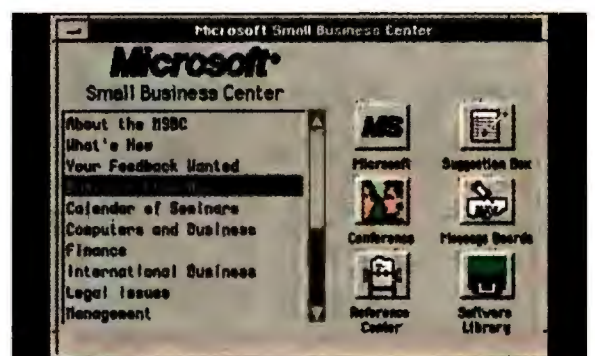 Microsoft Small Business Center
Microsoft
Small Business Center
About the MSBC
What's New
Your Feedback Wanted
Calendar of Seminars
Computers and Business
Finance
International Business
Legal Issues
Management
MS
Microsoft
Suggestion Box
Conference
Message Boards
Reference
Center
Software
Library